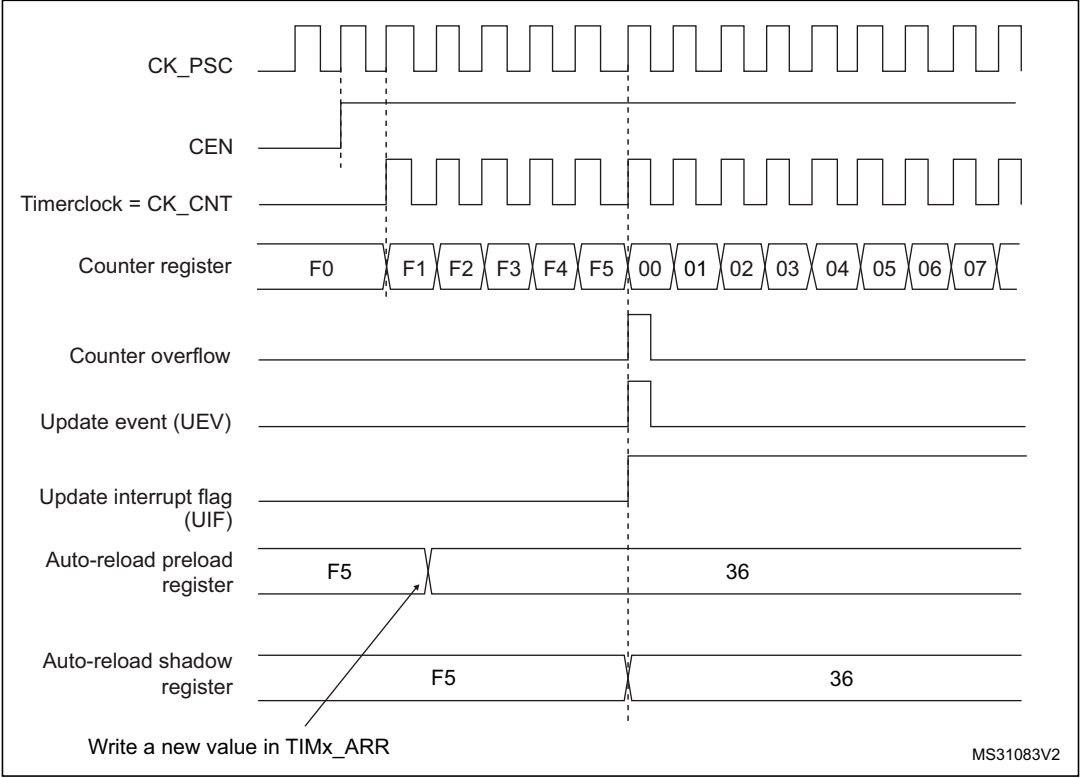 CK_PSC
CEN
Timerclock = CK_CNT
Counter register
F0 F1 F2 F3 F4 F5 00 01 02 03 04 05 06 07
Counter overflow
Update event (UEV)
Update interrupt flag
(UIF)
Auto-reload preload
register
F5 36
Auto-reload shadow
register
F5 36
Write a new value in TIMx_ARR
MS31083V2